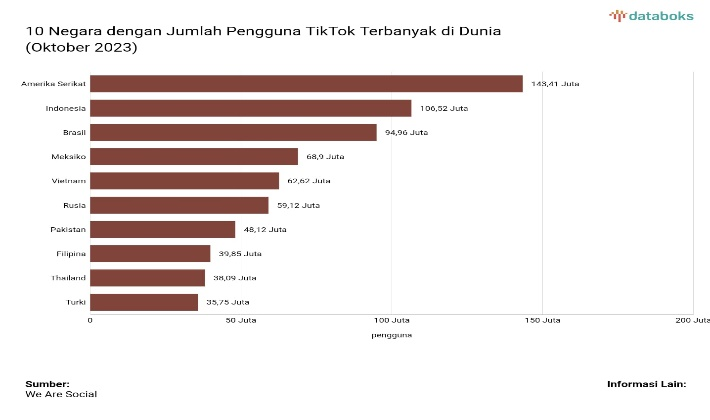 databoks
10 Negara dengan Jumlah Pengguna TikTok Terbanyak di Dunia
(Oktober 2023)
Amerika Serikat 143,41 Juta
Indonesia 106,52 Juta
Brasil 94,96 Juta
Meksiko 68,9 Juta
Vietnam 62,62 Juta
Rusia 59,12 Juta
Pakistan 48,12 Juta
Filipina 39,85 Juta
Thailand 38,09 Juta
Turki 35,75 Juta
0 50 Juta 100 Juta 150 Juta 200 Juta
pengguna
Sumber: Informasi Lain:
We Are Social